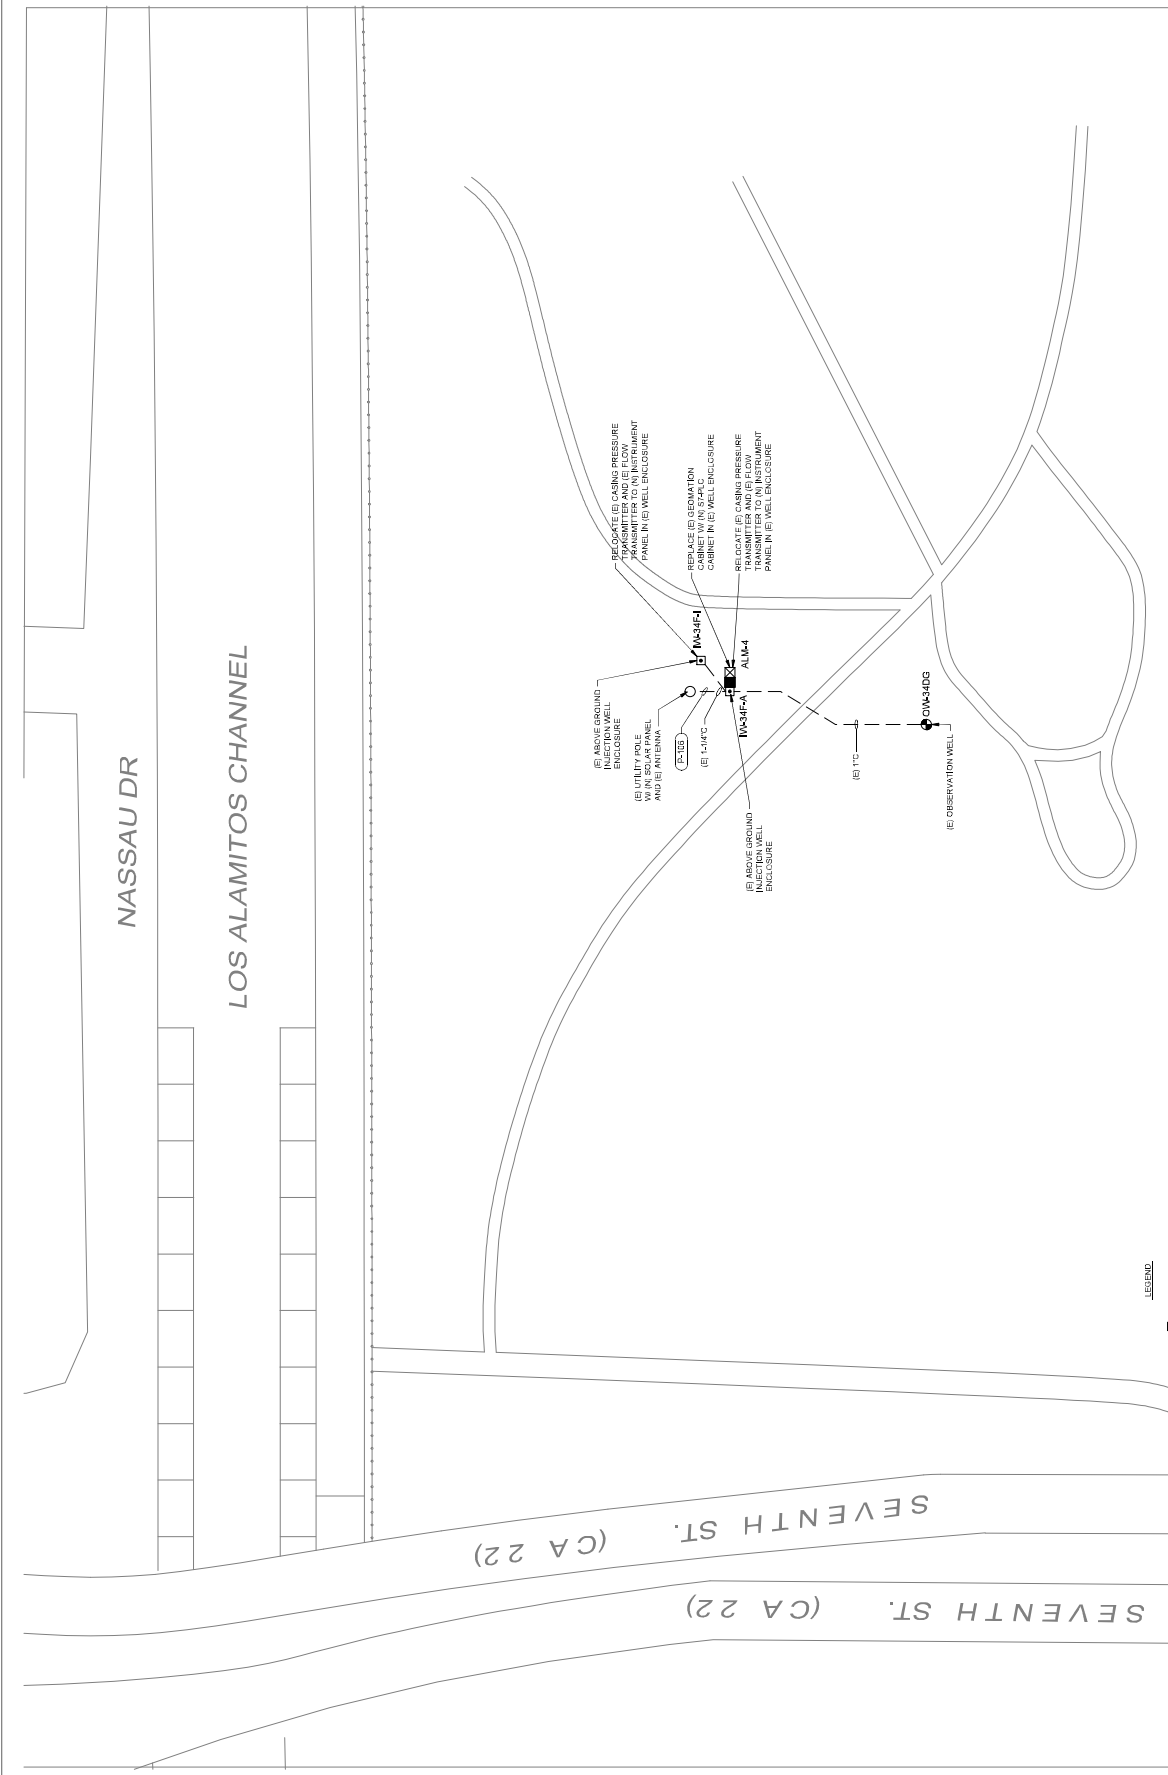 NASSAU DR
LOS ALAMITOS CHANNEL
RELOCATE (E) CASING PRESSURE
TRANSMITTER AND (E) FLOW
TRANSMITTER TO (N) INSTRUMENT
PANEL IN (E) WELL ENCLOSURE
REPLACE (E) GEOMATION
CABINET W/ (N) S7-PLC
CABINET IN (E) WELL ENCLOSURE
RELOCATE (E) CASING PRESSURE
TRANSMITTER AND (E) FLOW
TRANSMITTER TO (N) INSTRUMENT
PANEL IN (E) WELL ENCLOSURE
IW-34F-I
ALM-4
(E) ABOVE GROUND
INJECTION WELL
ENCLOSURE
(E) UTILITY POLE
W/ (N) SOLAR PANEL
AND (E) ANTENNA
P-106
(E) 1-1/4"C
IW-34F-A
(E) ABOVE GROUND
INJECTION WELL
ENCLOSURE
(E) 1"C
OW-34DG
(E) OBSERVATION WELL
LEGEND
SEVENTH ST. (CA 22)
SEVENTH ST. (CA 22)